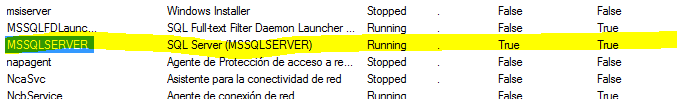 msiserver Windows Installer Stopped . False False
MSSQLFDLaunc... SQL Full-text Filter Daemon Launcher ... Running . False True
MSSQLSERVER SQL Server (MSSQLSERVER) Running . True True
napagent Agente de Protección de acceso a re... Stopped . False False
NcaSvc Asistente para la conectividad de red Stopped . False False
NcbService Agente de conexión de red Running . False True